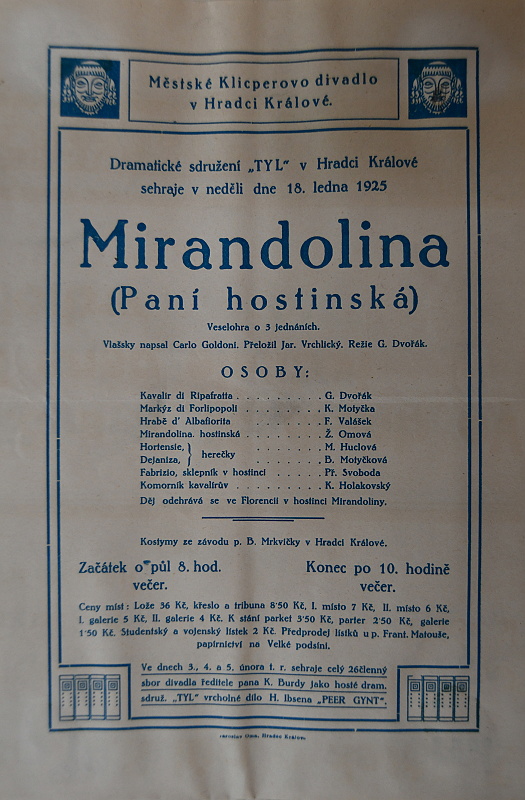 Městské Klicperovo divadlo
v Hradci Králové.
Dramatické sdružení „TYL“ v Hradci Králové
sehraje v neděli dne 18. ledna 1925
Mirandolina
(Paní hostinská)
Veselohra o 3 jednáních.
Vlašsky napsal Carlo Goldoni. Přeložil Jar. Vrchlický. Režie G. Dvořák.
OSOBY:
Kavalír di Ripafratta . . . . . . . . G. Dvořák
Markýz di Forlipopoli . . . . . . . . K. Motyčka
Hrabě d' Albafiorita . . . . . . . . F. Valášek
Mirandolina, hostinská . . . . . . . . Ž. Omová
Hortensie, . . . . . . . M. Huclová
} herečky
Dejaniza, . . . . . . . B. Motyčková
Fabrizio, sklepník v hostinci . . . . . Př. Svoboda
Komorník kavalírův . . . . . . . . K. Holakovský
Děj odehrává se ve Florencii v hostinci Mirandoliny.
Kostymy ze závodu p. B. Mrkvičky v Hradci Králové.
Začátek o půl 8. hod.
večer.
Konec po 10. hodině
večer.
Ceny míst: Lože 36 Kč, křeslo a tribuna 8·50 Kč, I. místo 7 Kč, II. místo 6 Kč,
I. galerie 5 Kč, II. galerie 4 Kč. K stání parket 3·50 Kč, parter 2·50 Kč, galerie
1·50 Kč. Studentský a vojenský lístek 2 Kč. Předprodej lístků u p. Frant. Matouše,
papírnictví na Velké podsíni.
Ve dnech 3., 4. a 5. února t. r. sehraje celý 26členný
sbor divadla ředitele pana K. Burdy jako hosté dram.
sdruž. „TYL“ vrcholné dílo H. Ibsena „PEER GYNT“.
Jaroslav Oma, Hradec Králové